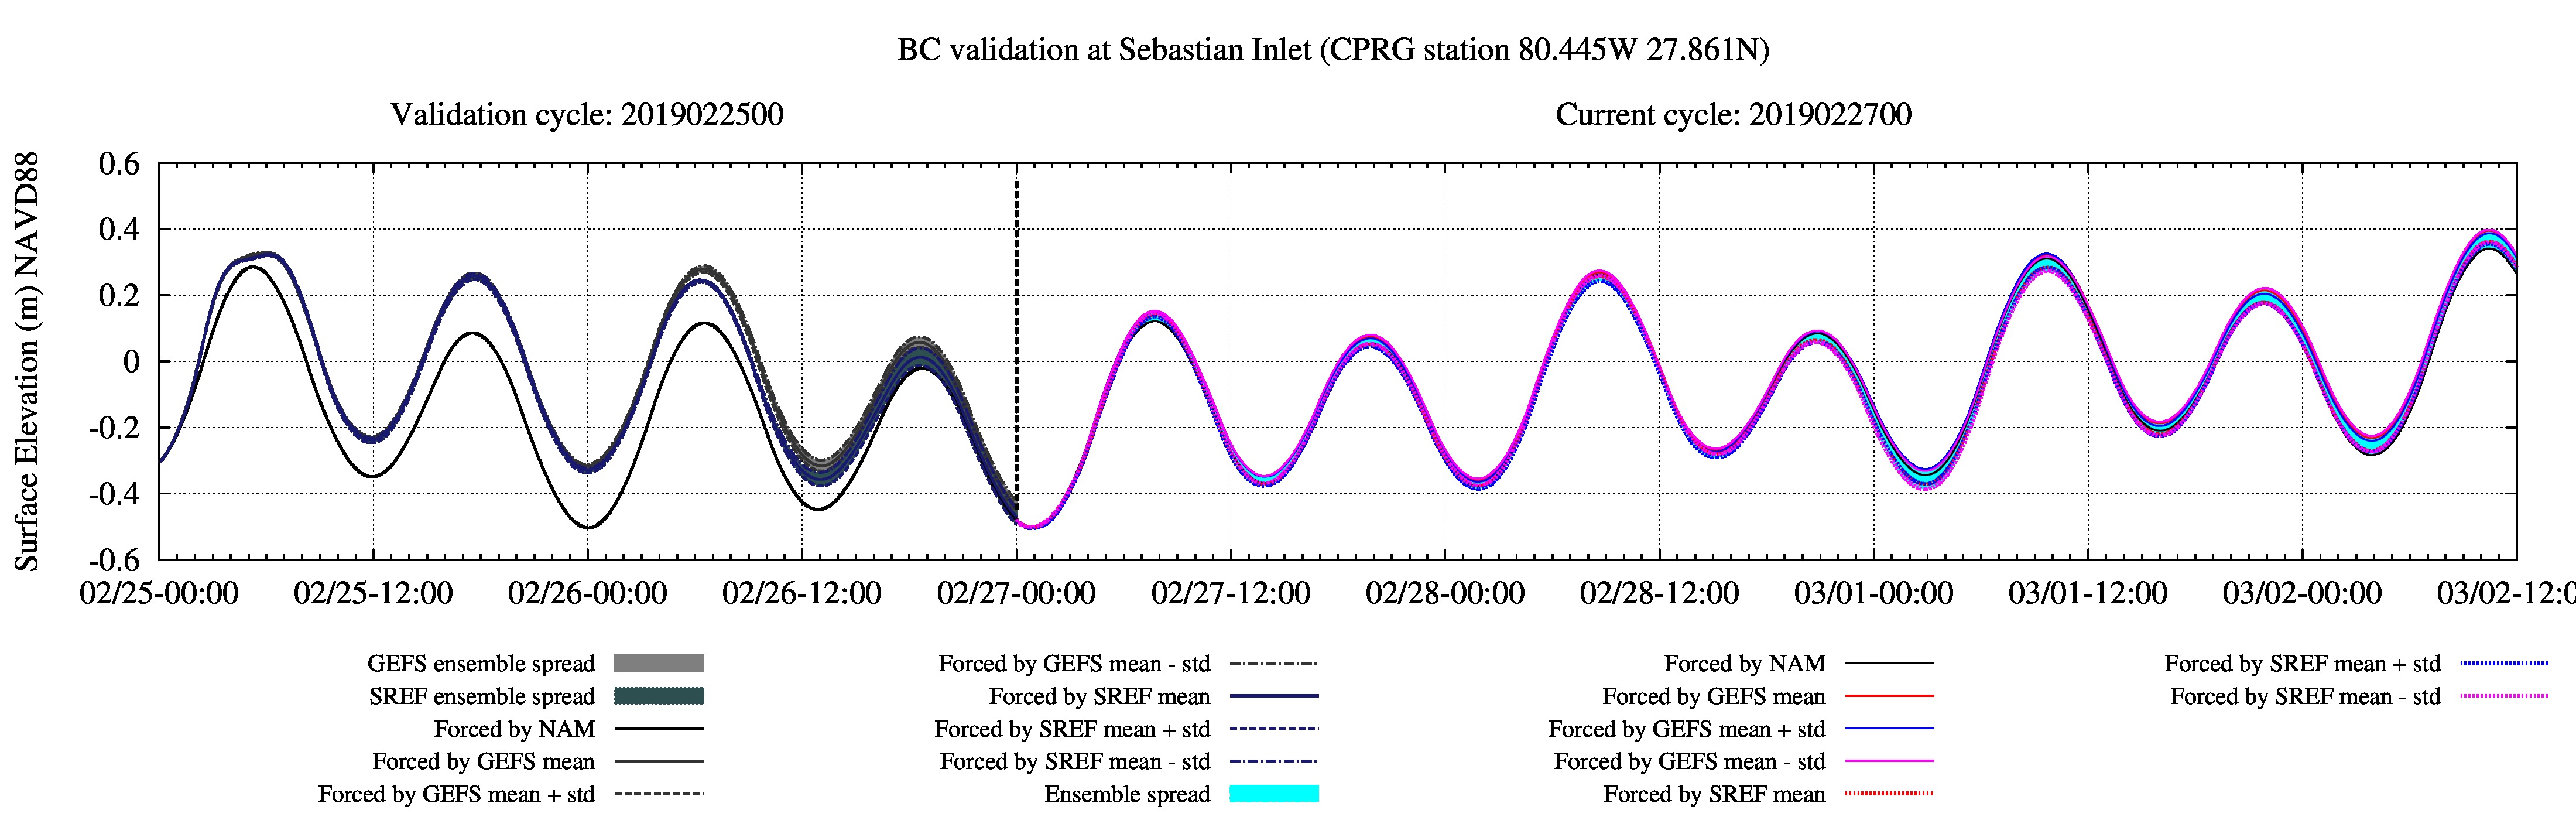 BC validation at Sebastian Inlet (CPRG station 80.445W 27.861N)
Validation cycle: 2019022500
Current cycle: 2019022700
Surface Elevation (m) NAVD88
0.6
0.4
0.2
0
-0.2
-0.4
-0.6
02/25-00:00 02/25-12:00 02/26-00:00 02/26-12:00 02/27-00:00 02/27-12:00 02/28-00:00 02/28-12:00 03/01-00:00 03/01-12:00 03/02-00:00 03/02-12:0
GEFS ensemble spread
SREF ensemble spread
Forced by NAM
Forced by GEFS mean
Forced by GEFS mean + std
Forced by GEFS mean - std
Forced by SREF mean
Forced by SREF mean + std
Forced by SREF mean - std
Ensemble spread
Forced by NAM
Forced by GEFS mean
Forced by GEFS mean + std
Forced by GEFS mean - std
Forced by SREF mean
Forced by SREF mean + std
Forced by SREF mean - std